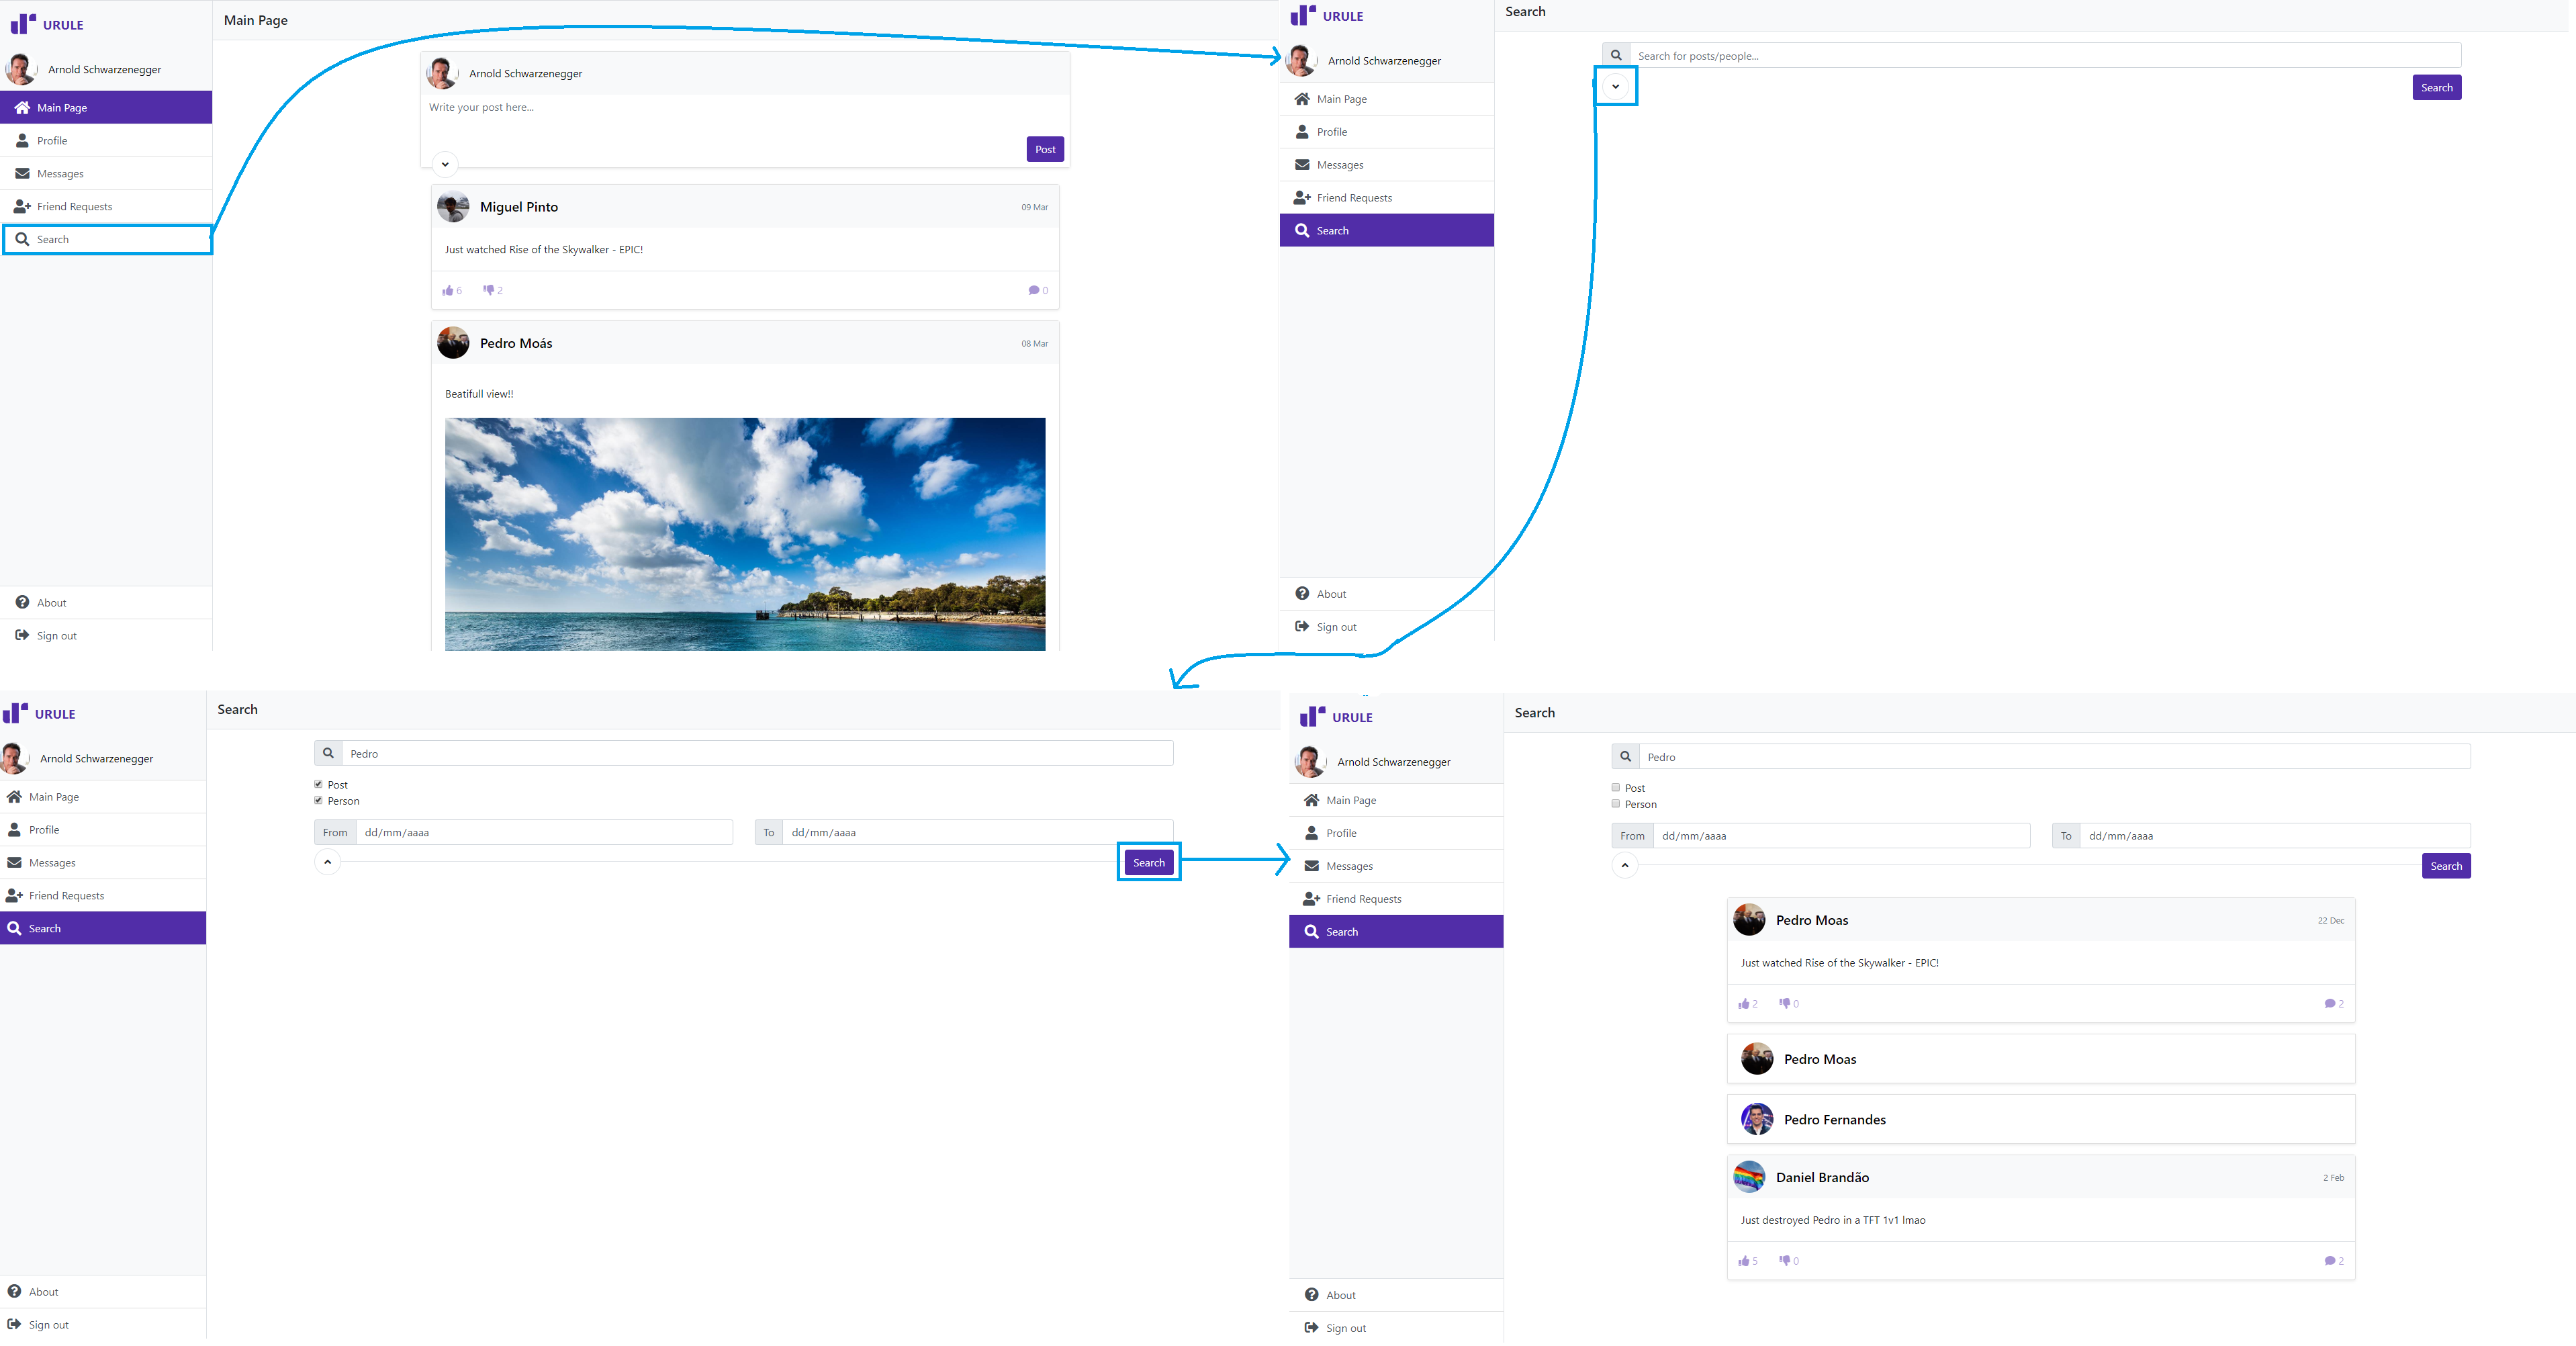 URULE
Arnold Schwarzenegger
Main Page
Profile
Messages
Friend Requests
Search
About
Sign out
Main Page
Arnold Schwarzenegger
Write your post here...
Post
Miguel Pinto
09 Mar
Just watched Rise of the Skywalker - EPIC!
6 2 0
Pedro Moás
08 Mar
Beatifull view!!
URULE
Arnold Schwarzenegger
Main Page
Profile
Messages
Friend Requests
Search
About
Sign out
Search
Search for posts/people...
Search
URULE
Arnold Schwarzenegger
Main Page
Profile
Messages
Friend Requests
Search
About
Sign out
Search
Pedro
Post
Person
From dd/mm/aaaa To dd/mm/aaaa
Search
URULE
Arnold Schwarzenegger
Main Page
Profile
Messages
Friend Requests
Search
About
Sign out
Search
Pedro
Post
Person
From dd/mm/aaaa To dd/mm/aaaa
Search
Pedro Moas
22 Dec
Just watched Rise of the Skywalker - EPIC!
2 0 2
Pedro Moas
Pedro Fernandes
Daniel Brandão
2 Feb
Just destroyed Pedro in a TFT 1v1 lmao
5 0 2